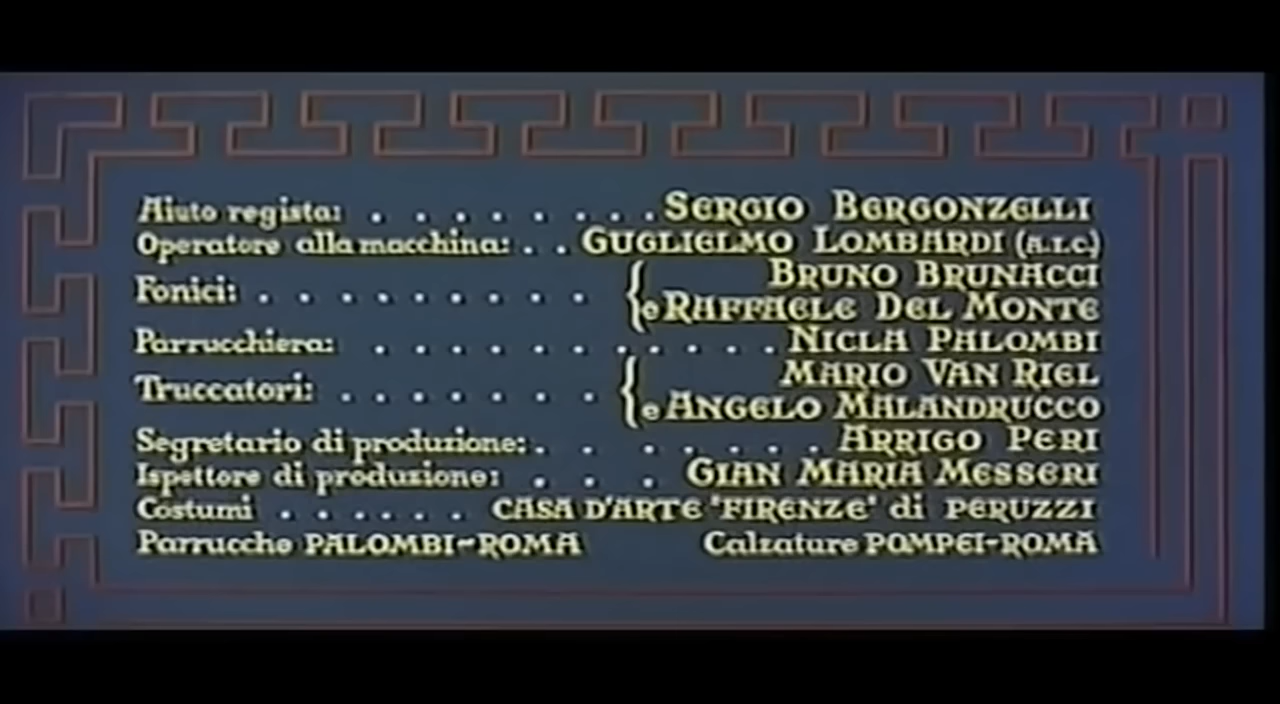 Aiuto regista: . . . . . . . . SERGIO BERGONZELLI
Operatore alla macchina: . . GUGLIELMO LOMBARDI (A.I.C.)
Fonici: . . . . . . . . . { BRUNO BRUNACCI
e RAFFAELE DEL MONTE
Parrucchiera: . . . . . . . . . . . NICLA PALOMBI
Truccatori: . . . . . . . { MARIO VAN RIEL
e ANGELO MALANDRUCCO
Segretario di produzione: . . . . . . . ARRIGO PERI
Ispettore di produzione: . . . GIAN MARIA MESSERI
Costumi . . . . . . CASA D'ARTE "FIRENZE" di PERUZZI
Parrucche PALOMBI-ROMA Calzature POMPEI-ROMA